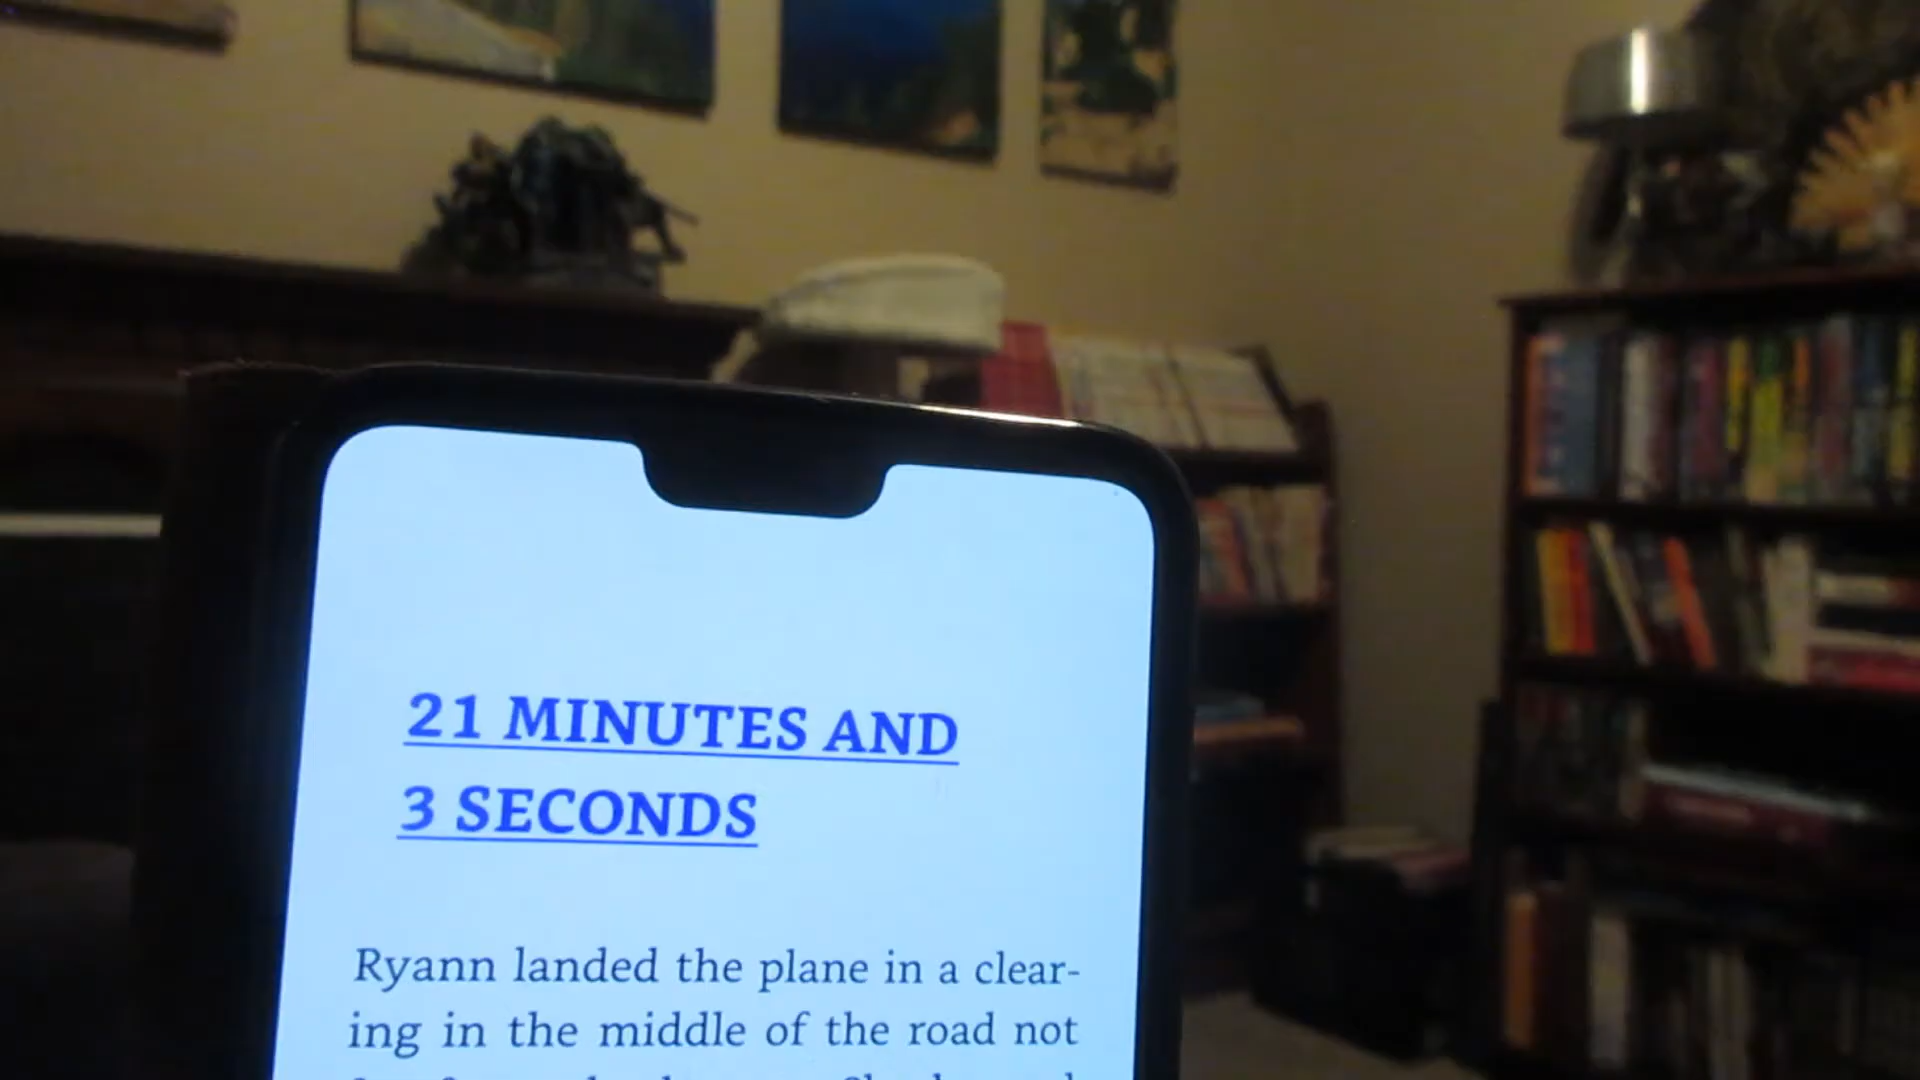 21 MINUTES AND
3 SECONDS
Ryann landed the plane in a clear-
ing in the middle of the road not